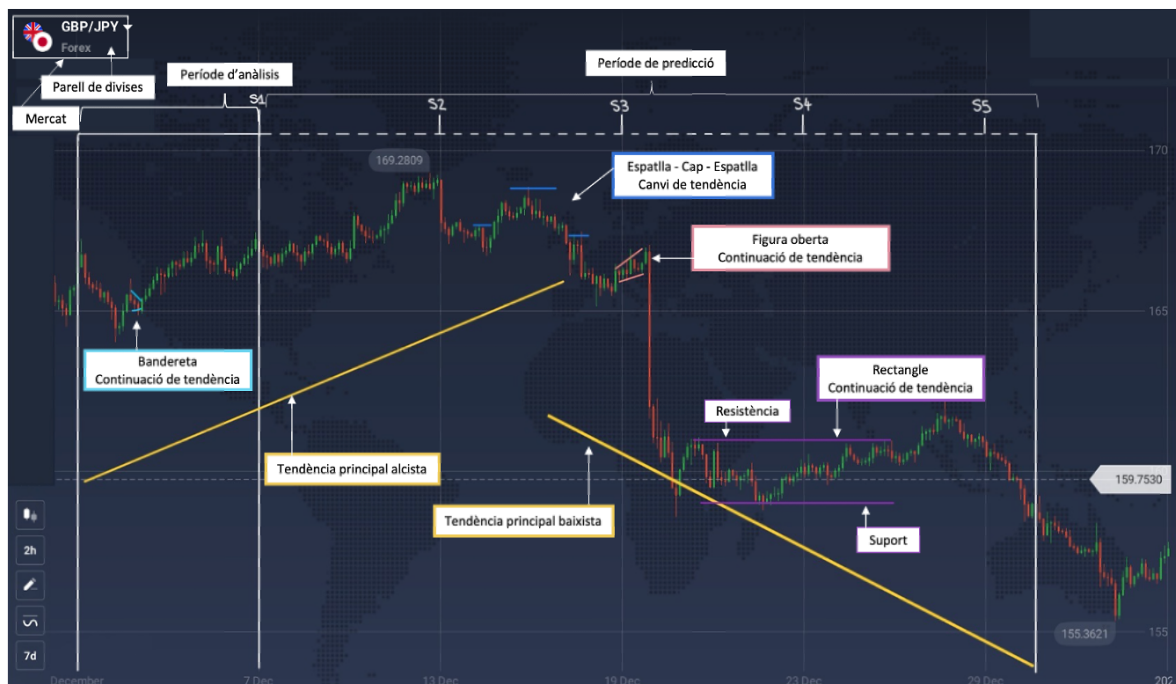 GBP/JPY
Forex
Parell de divises
Mercat
Període d'anàlisis
Període de predicció
S1
S2
S3
S4
S5
169.2809
170
Espatlla - Cap - Espatlla
Canvi de tendència
Figura oberta
Continuació de tendència
165
Bandereta
Continuació de tendència
Rectangle
Continuació de tendència
Resistència
Tendència principal alcista
159.7530
Tendència principal baixista
Suport
2h
7d
155.3621
155
December
7 Dec
13 Dec
19 Dec
23 Dec
29 Dec
202